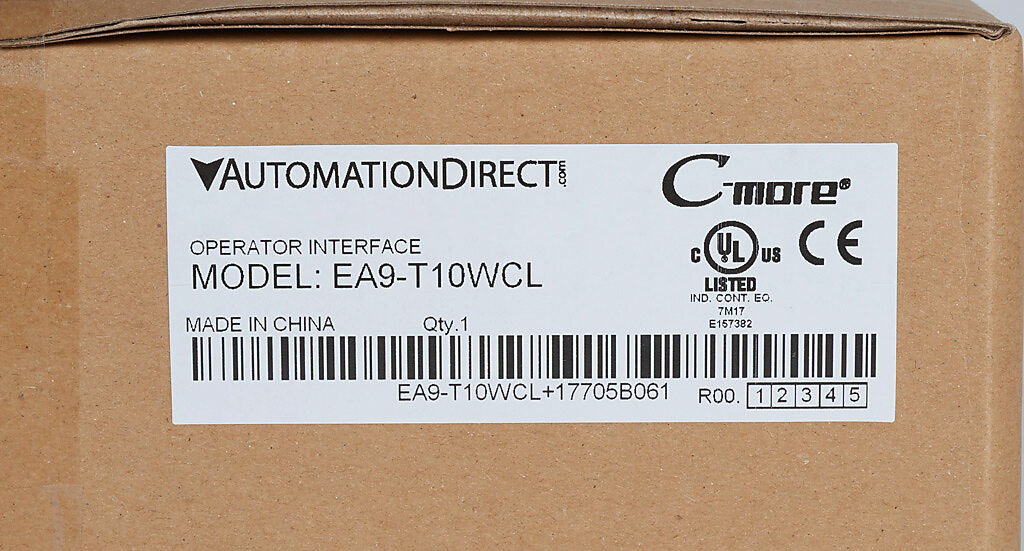 AUTOMATIONDIRECT.com
C-more®
OPERATOR INTERFACE
MODEL: EA9-T10WCL
C UL US CE
LISTED
IND. CONT. EQ.
7M17
E157382
MADE IN CHINA Qty.1
EA9-T10WCL+17705B061 R00. 1 2 3 4 5